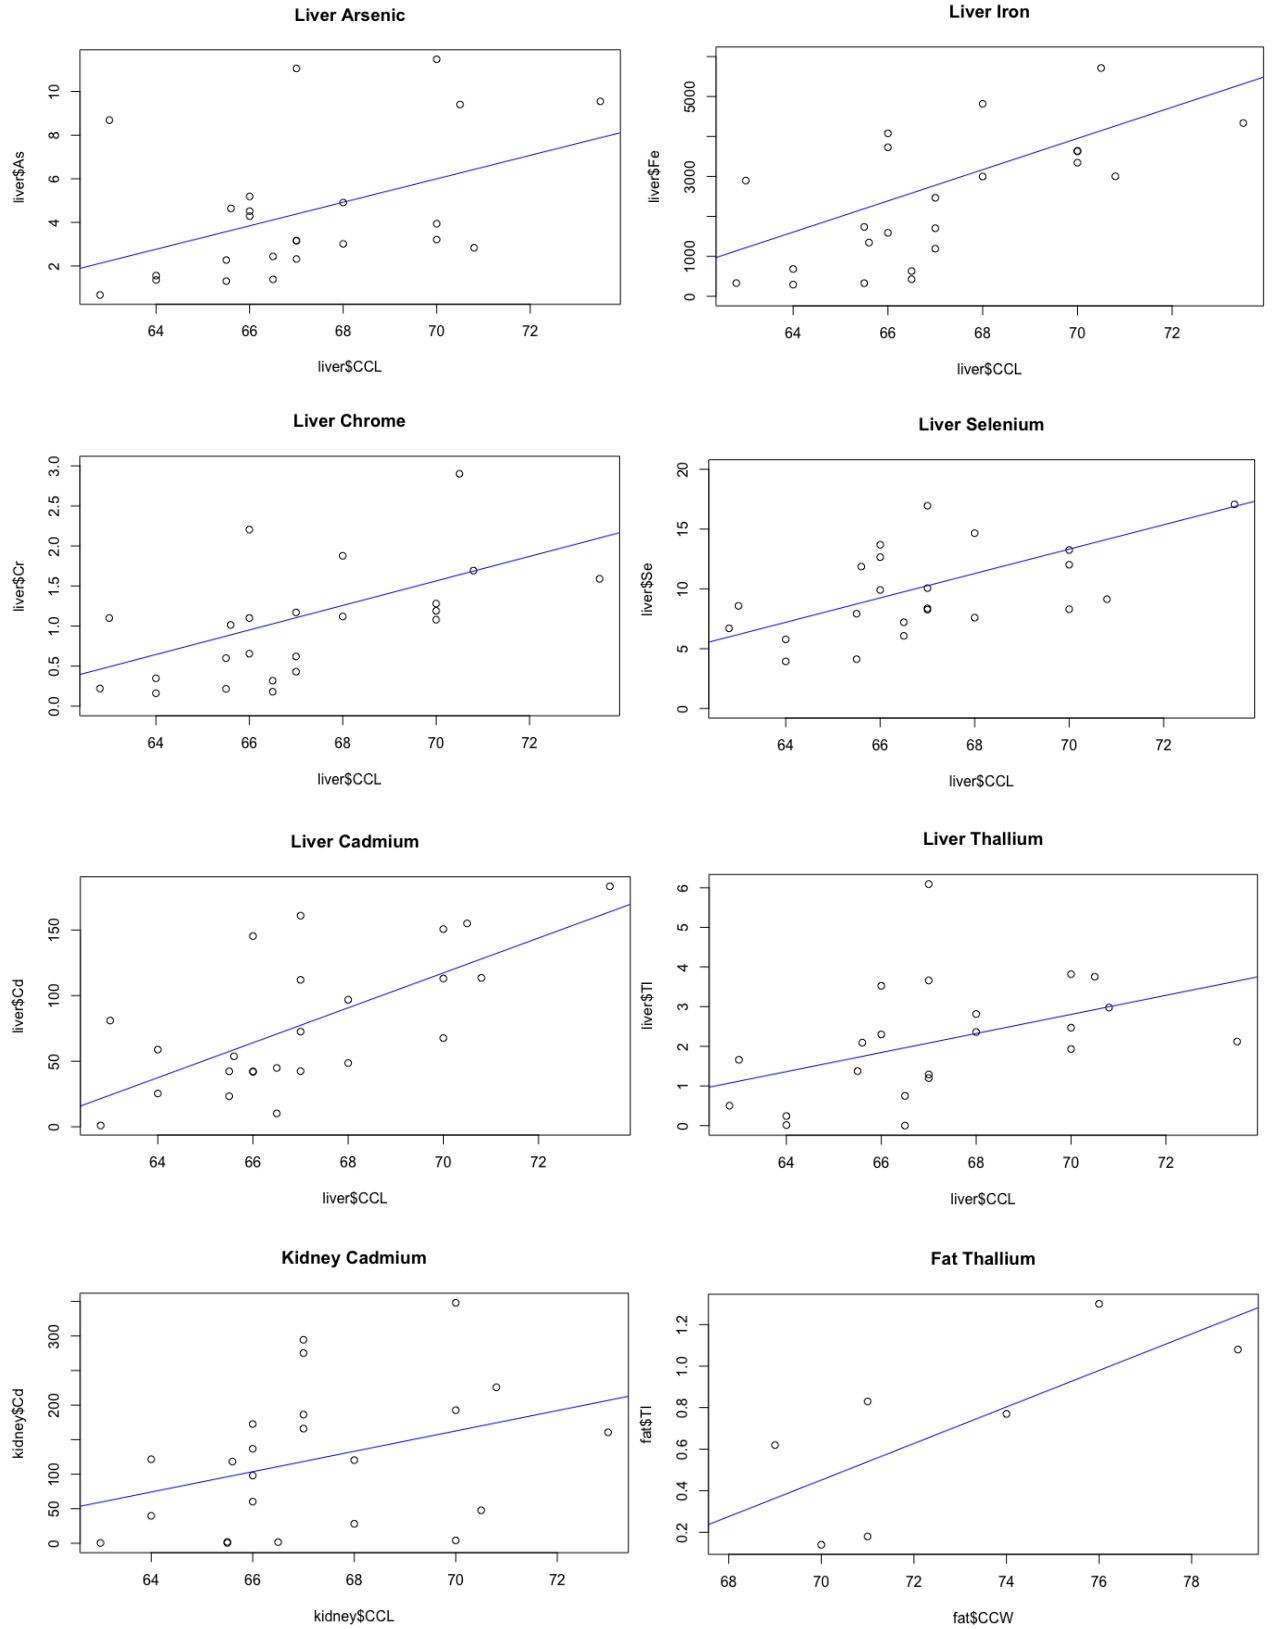 Liver Arsenic
liver$As
10
8
6
4
2
64 66 68 70 72
liver$CCL
Liver Iron
liver$Fe
5000
3000
1000
0
64 66 68 70 72
liver$CCL
Liver Chrome
liver$Cr
3.0
2.5
2.0
1.5
1.0
0.5
0.0
64 66 68 70 72
liver$CCL
Liver Selenium
liver$Se
20
15
10
5
0
64 66 68 70 72
liver$CCL
Liver Cadmium
liver$Cd
150
100
50
0
64 66 68 70 72
liver$CCL
Liver Thallium
liver$Tl
6
5
4
3
2
1
0
64 66 68 70 72
liver$CCL
Kidney Cadmium
kidney$Cd
300
200
100
50
0
64 66 68 70 72
kidney$CCL
Fat Thallium
fat$Tl
1.2
1.0
0.8
0.6
0.4
0.2
68 70 72 74 76 78
fat$CCW